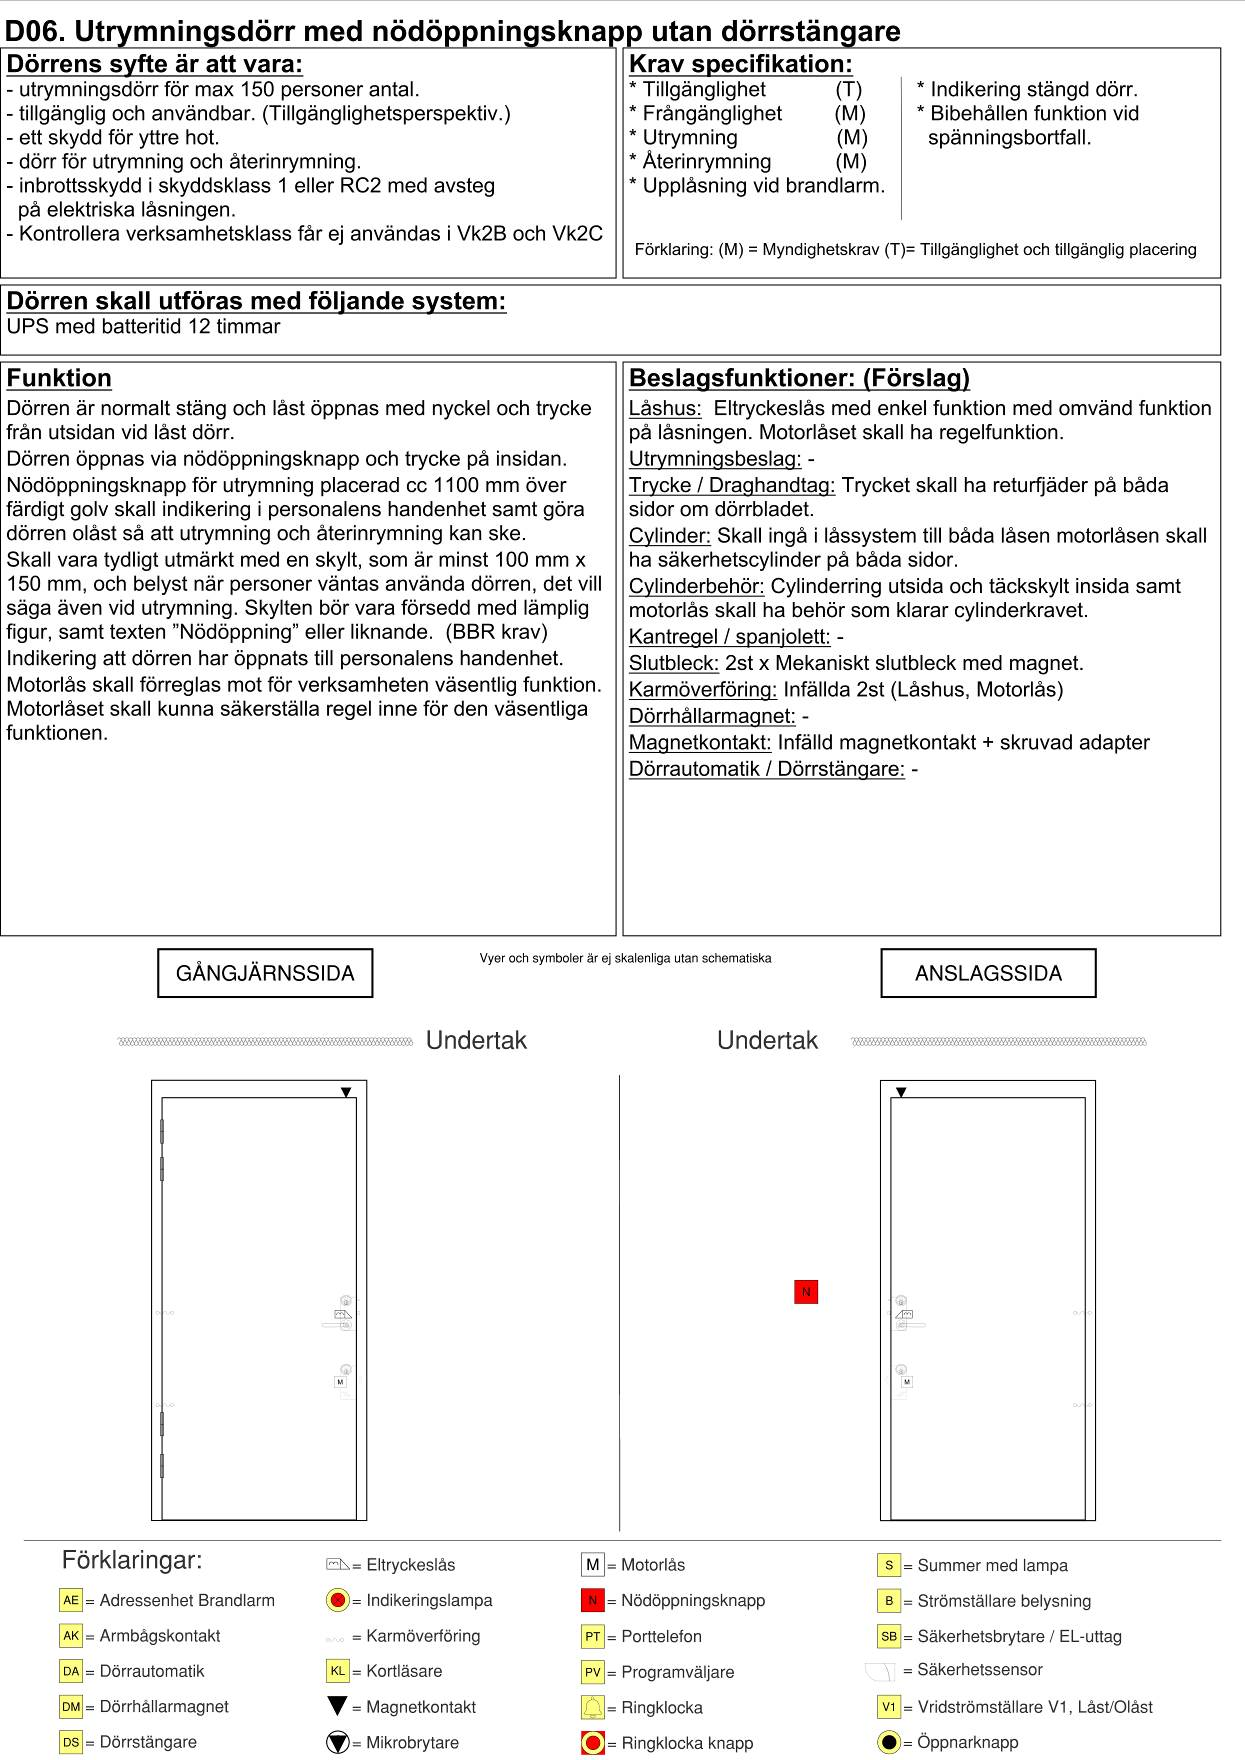 D06. Utrymningsdörr med nödöppningsknapp utan dörrstängare
Dörrens syfte är att vara:
- utrymningsdörr för max 150 personer antal.
- tillgänglig och användbar. (Tillgänglighetsperspektiv.)
- ett skydd för yttre hot.
- dörr för utrymning och återinrymning.
- inbrottsskydd i skyddsklass 1 eller RC2 med avsteg
på elektriska låsningen.
- Kontrollera verksamhetsklass får ej användas i Vk2B och Vk2C
Krav specifikation:
* Tillgänglighet (T)
* Frångänglighet (M)
* Utrymning (M)
* Återinrymning (M)
* Upplåsning vid brandlarm.
* Indikering stängd dörr.
* Bibehållen funktion vid
spänningsbortfall.
Förklaring: (M) = Myndighetskrav (T)= Tillgänglighet och tillgänglig placering
Dörren skall utföras med följande system:
UPS med batteritid 12 timmar
Funktion
Dörren är normalt stäng och låst öppnas med nyckel och trycke
från utsidan vid låst dörr.
Dörren öppnas via nödöppningsknapp och trycke på insidan.
Nödöppningsknapp för utrymning placerad cc 1100 mm över
färdigt golv skall indikering i personalens handenhet samt göra
dörren olåst så att utrymning och återinrymning kan ske.
Skall vara tydligt utmärkt med en skylt, som är minst 100 mm x
150 mm, och belyst när personer väntas använda dörren, det vill
säga även vid utrymning. Skylten bör vara försedd med lämplig
figur, samt texten ”Nödöppning” eller liknande. (BBR krav)
Indikering att dörren har öppnats till personalens handenhet.
Motorlås skall förreglas mot för verksamheten väsentlig funktion.
Motorlåset skall kunna säkerställa regel inne för den väsentliga
funktionen.
Beslagsfunktioner: (Förslag)
Låshus: Eltryckeslås med enkel funktion med omvänd funktion
på låsningen. Motorlåset skall ha regelfunktion.
Utrymningsbeslag: -
Trycke / Draghandtag: Trycket skall ha returfjäder på båda
sidor om dörrbladet.
Cylinder: Skall ingå i låssystem till båda låsen motorlåsen skall
ha säkerhetscylinder på båda sidor.
Cylinderbehör: Cylinderring utsida och täckskylt insida samt
motorlås skall ha behör som klarar cylinderkravet.
Kantregel / spanjolett: -
Slutbleck: 2st x Mekaniskt slutbleck med magnet.
Karmöverföring: Infällda 2st (Låshus, Motorlås)
Dörrhållarmagnet: -
Magnetkontakt: Infälld magnetkontakt + skruvad adapter
Dörrautomatik / Dörrstängare: -
GÅNGJÄRNSSIDA
Vyer och symboler är ej skalenliga utan schematiska
ANSLAGSSIDA
Undertak
Undertak
N
M
M
Förklaringar:
AE = Adressenhet Brandlarm
AK = Armbågskontakt
DA = Dörrautomatik
DM = Dörrhållarmagnet
DS = Dörrstängare
= Eltryckeslås
= Indikeringslampa
= Karmöverföring
KL = Kortläsare
= Magnetkontakt
= Mikrobrytare
M = Motorlås
N = Nödöppningsknapp
PT = Porttelefon
PV = Programväljare
= Ringklocka
= Ringklocka knapp
S = Summer med lampa
B = Strömställare belysning
SB = Säkerhetsbrytare / EL-uttag
= Säkerhetssensor
V1 = Vridströmställare V1, Låst/Olåst
= Öppnarknapp